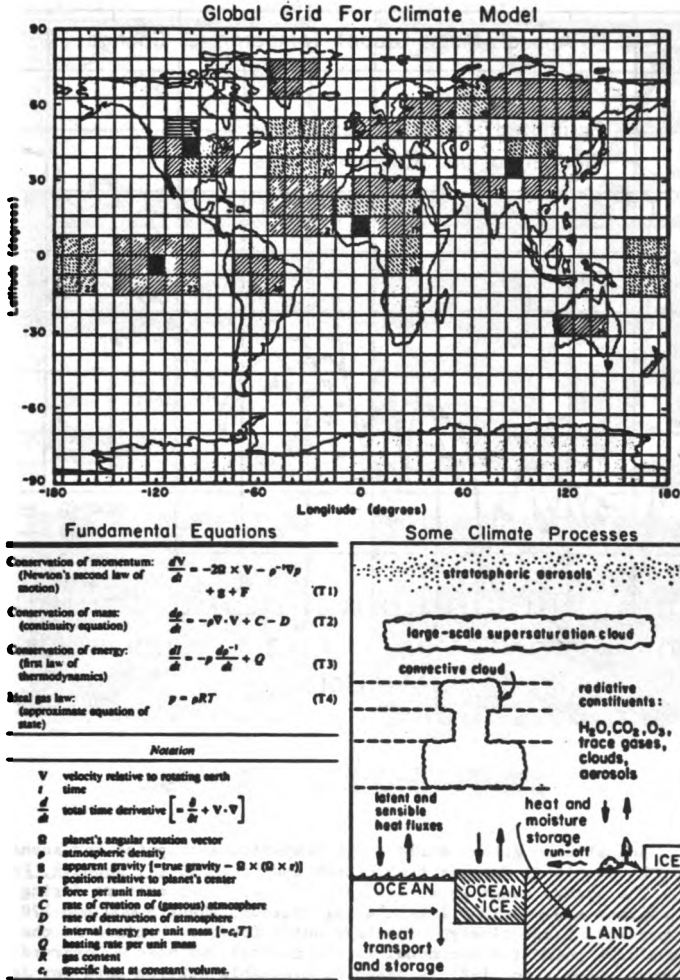 Global Grid For Climate Model
90
60
30
0
-30
-60
-90
Latitude (degrees)
-180 -120 -60 0 60 120 180
Longitude (degrees)
Fundamental Equations
Conservation of momentum: dV/dt = −2Ω × V − ρ⁻¹∇p
(Newton's second law of motion) + g + F (T1)
Conservation of mass: dρ/dt = −ρ∇ · V + C − D (T2)
(continuity equation)
Conservation of energy: dI/dt = −p dρ⁻¹/dt + Q (T3)
(first law of
thermodynamics)
Ideal gas law: p = ρRT (T4)
(approximate equation of
state)
Notation
V velocity relative to rotating earth
t time
d/dt total time derivative [= ∂/∂t + V · ∇]
Ω planet's angular rotation vector
ρ atmospheric density
g apparent gravity [=true gravity − Ω × (Ω × r)]
r position relative to planet's center
F force per unit mass
C rate of creation of (gaseous) atmosphere
D rate of destruction of atmosphere
I internal energy per unit mass [=cᵥT]
Q heating rate per unit mass
R gas content
cᵥ specific heat at constant volume.
Some Climate Processes
stratospheric aerosols
large-scale supersaturation cloud
convective cloud
radiative
constituents:
H₂O,CO₂,O₃,
trace gases,
clouds,
aerosols
latent and
sensible
heat fluxes
heat and
moisture
storage
run-off
ICE
OCEAN
OCEAN
ICE
LAND
heat
transport
and storage